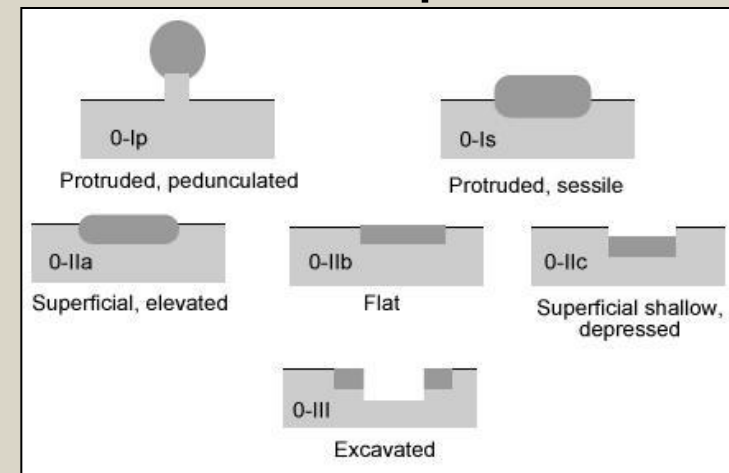 0-Ip
Protruded, pedunculated
0-Is
Protruded, sessile
0-IIa
Superficial, elevated
0-IIb
Flat
0-IIc
Superficial shallow,
depressed
0-III
Excavated